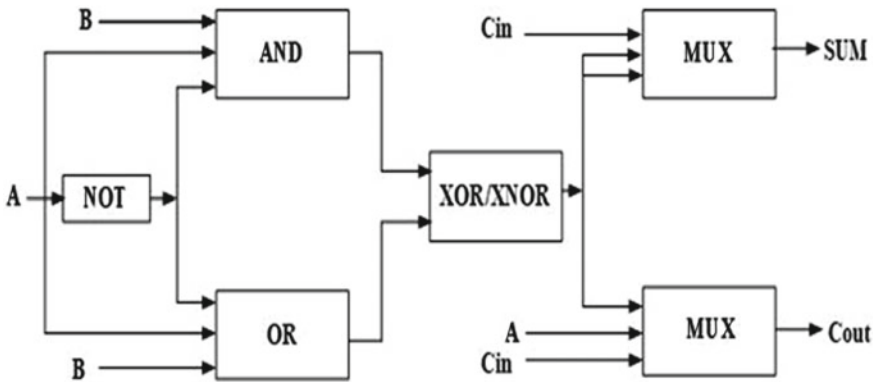 B
AND
Cin
MUX
SUM
A
NOT
XOR/XNOR
OR
B
A
Cin
MUX
Cout